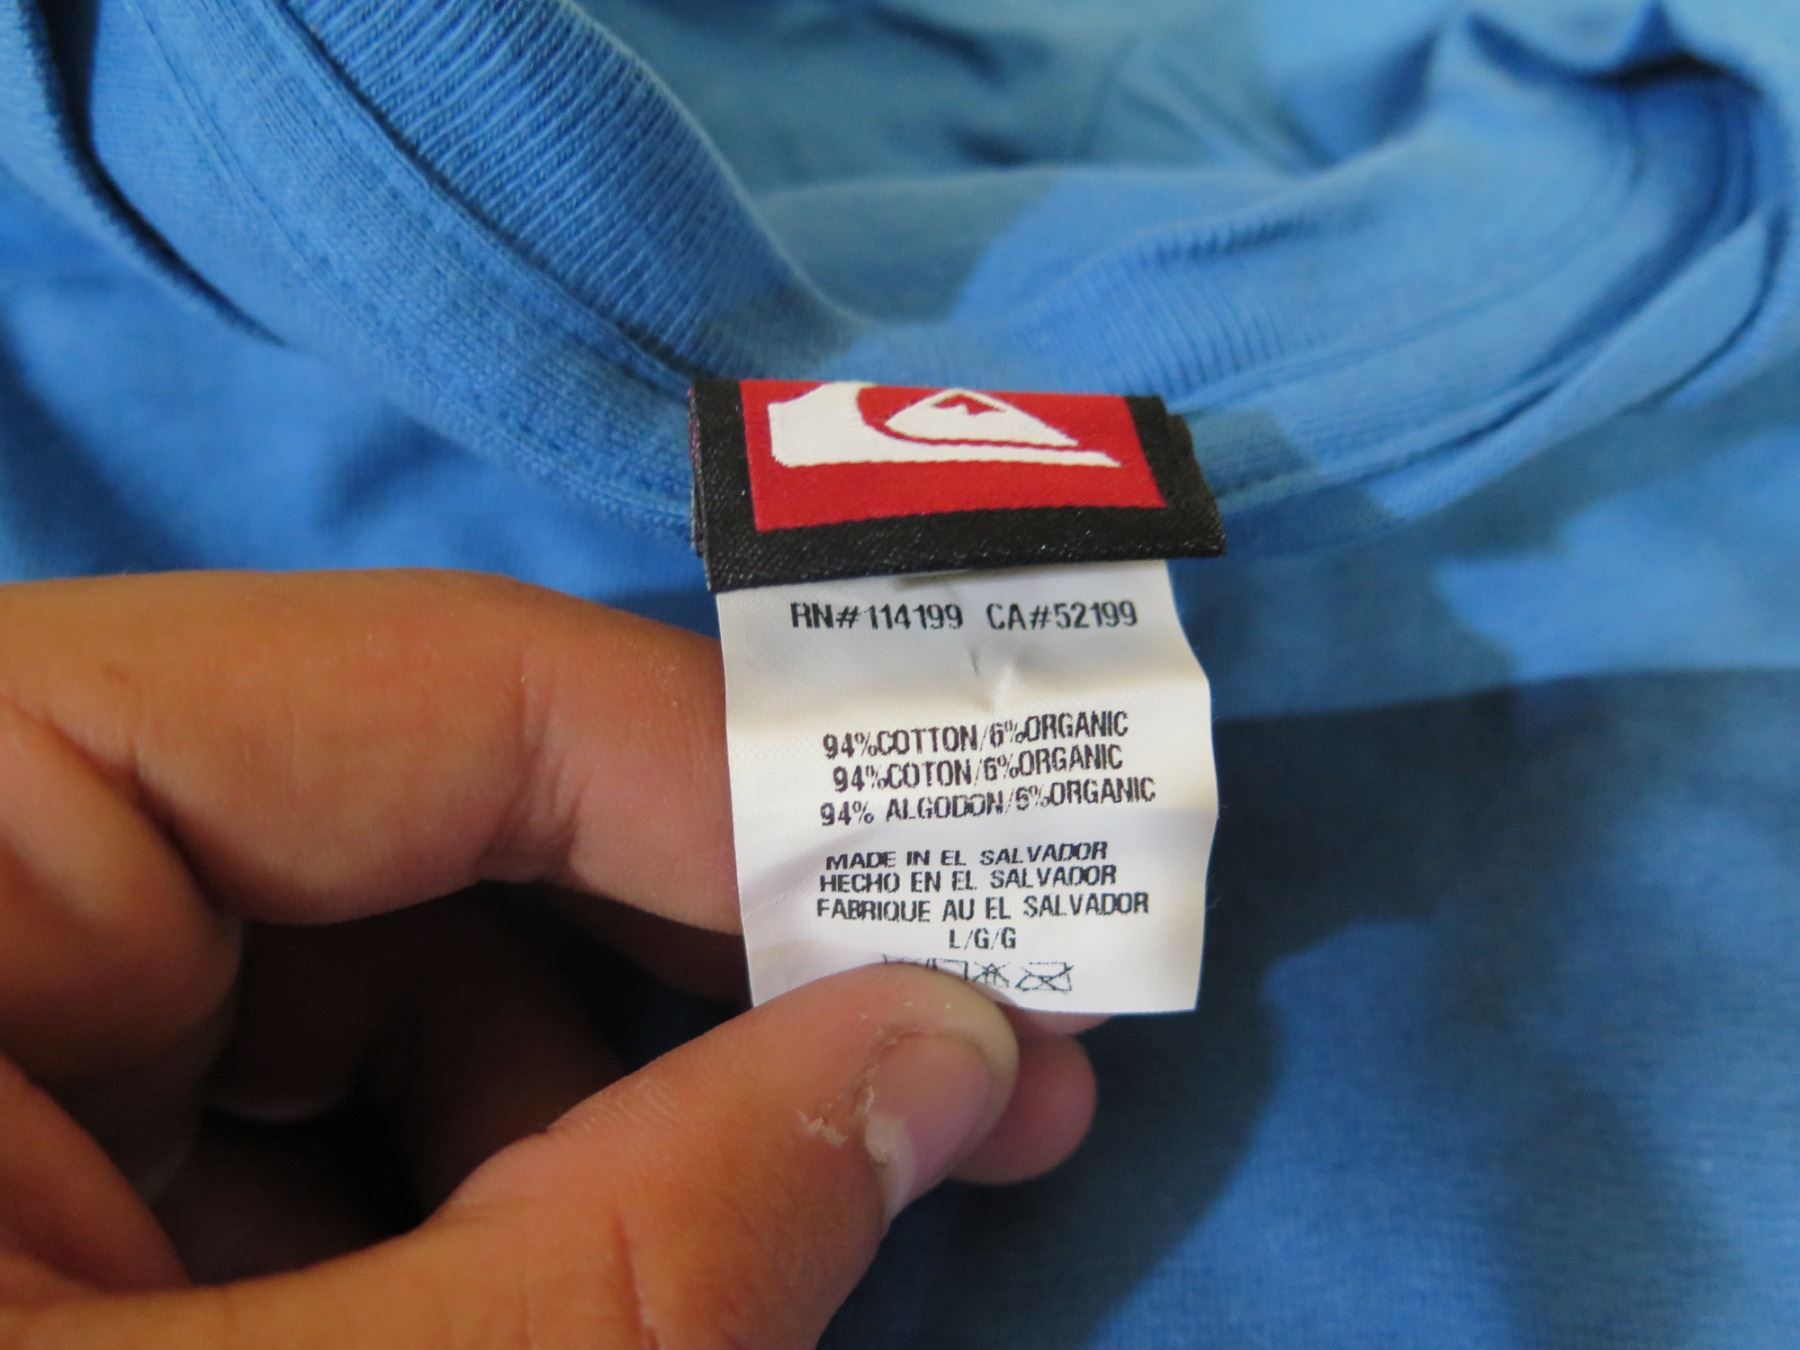 RN#114199 CA#52199
94%COTTON/6%ORGANIC
94%COTON/6%ORGANIC
94% ALGODON/6%ORGANIC
MADE IN EL SALVADOR
HECHO EN EL SALVADOR
FABRIQUE AU EL SALVADOR
L/G/G